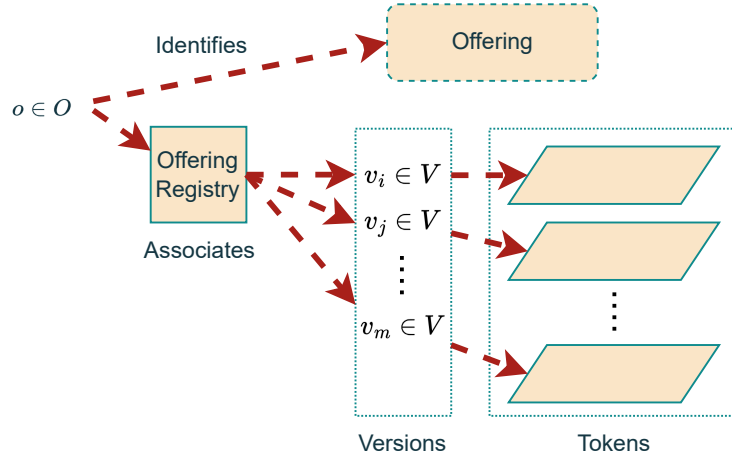 Identifies
Offering
o ∈ O
Offering
Registry
Associates
v_i ∈ V
v_j ∈ V
v_m ∈ V
Versions
Tokens